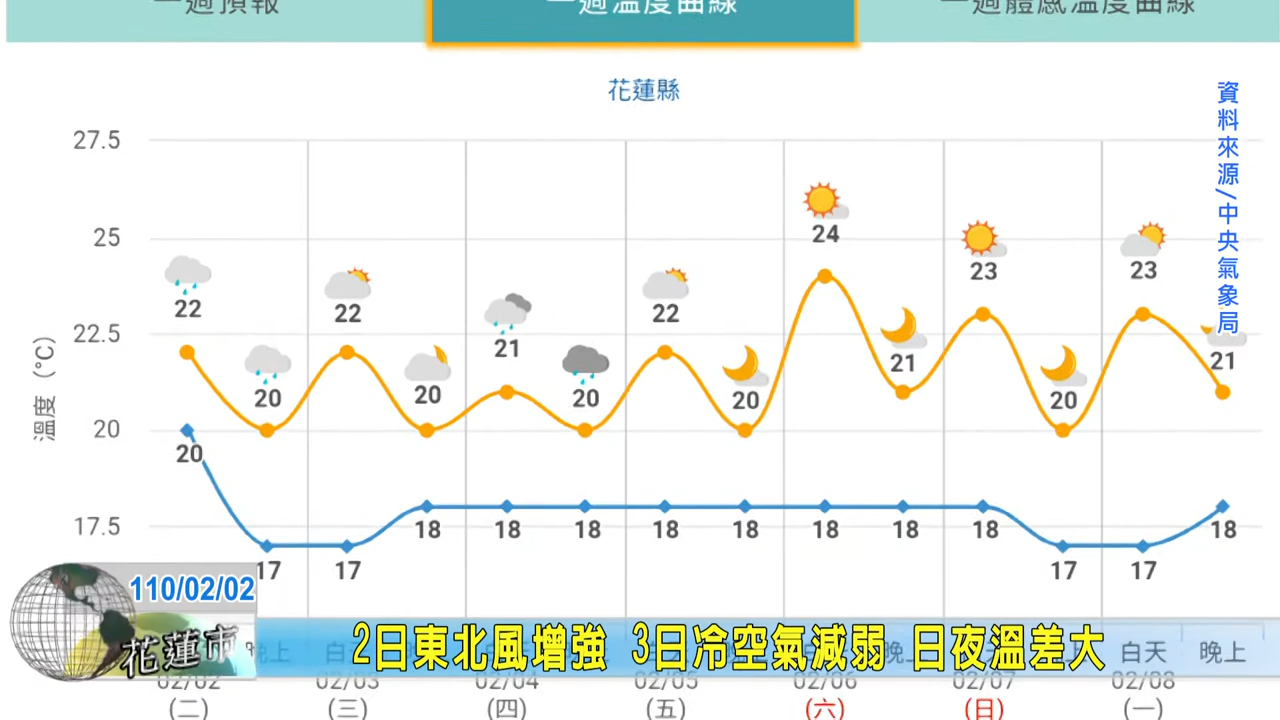 一週預報 一週溫度曲線 一週體感溫度曲線
花蓮縣
資料來源/中央氣象局
溫度 (°C)
27.5
25
22.5
20
17.5
22 20 22 20 21 20 22 20 24 21 23 20 23 21
20 17 17 18 18 18 18 18 18 18 18 17 17 18
110/02/02
花蓮市
2日東北風增強 3日冷空氣減弱 日夜溫差大
晚上 白天 晚上
02/02 02/03 02/04 02/05 02/06 02/07 02/08
(二) (三) (四) (五) (六) (日) (一)